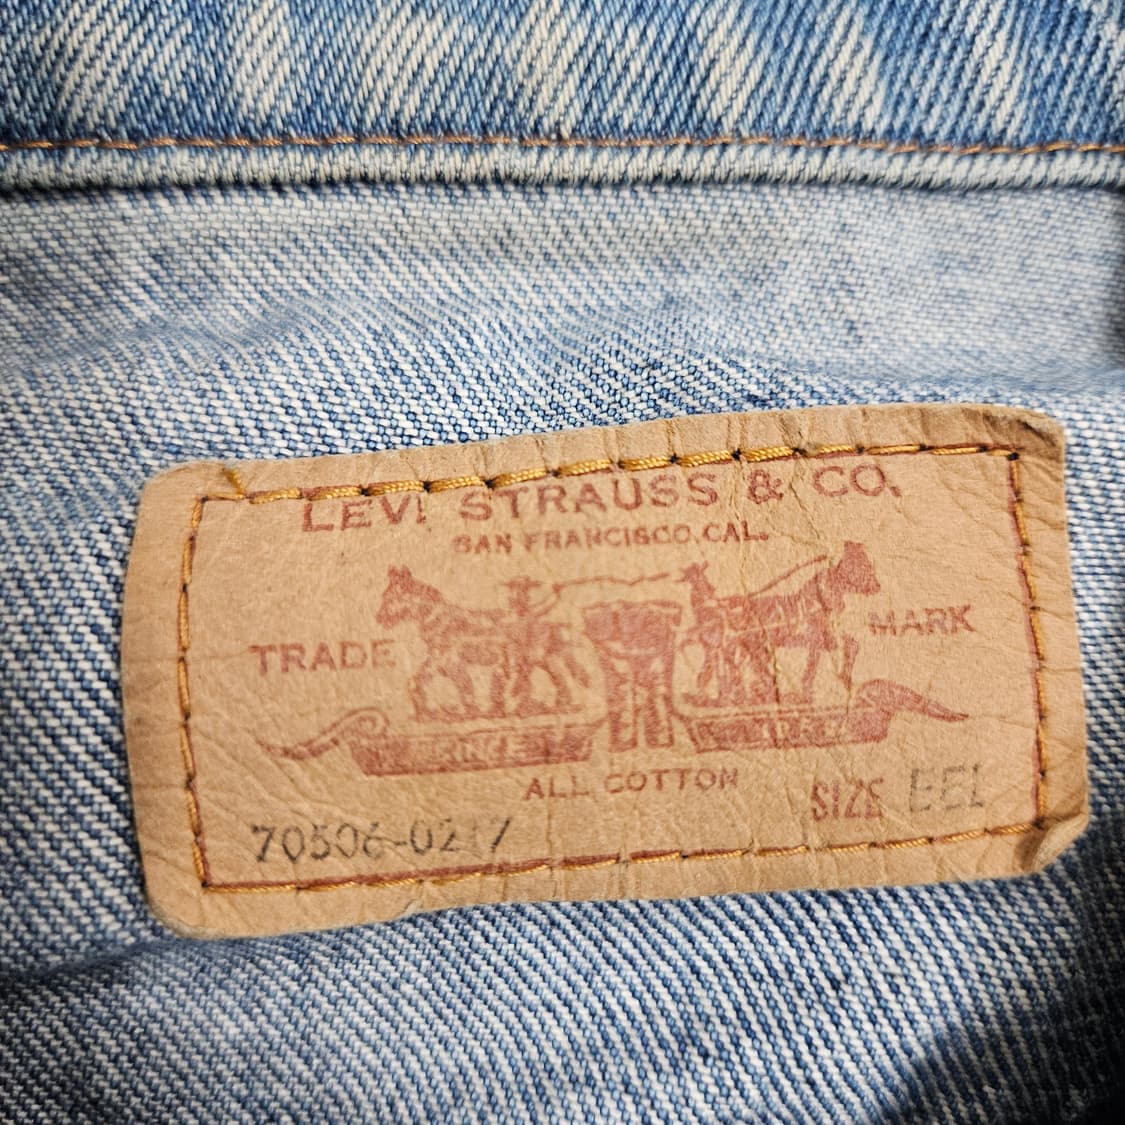 LEVI STRAUSS & CO.
SAN FRANCISCO, CAL.
TRADE MARK
ALL COTTON
SIZE
70506-0217